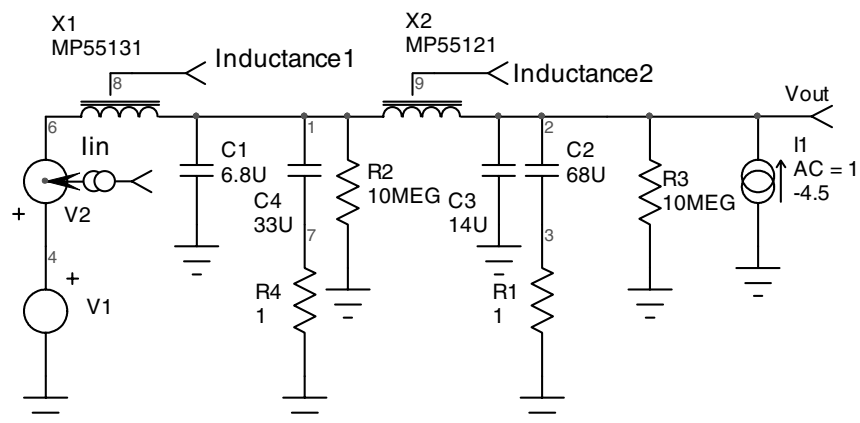 X1
MP55131
8
Inductance1
X2
MP55121
9
Inductance2
Vout
6
1
2
Iin
+
V2
4
+
V1
C1
6.8U
C4
33U
7
R4
1
R2
10MEG
C3
14U
C2
68U
3
R1
1
R3
10MEG
I1
AC = 1
-4.5